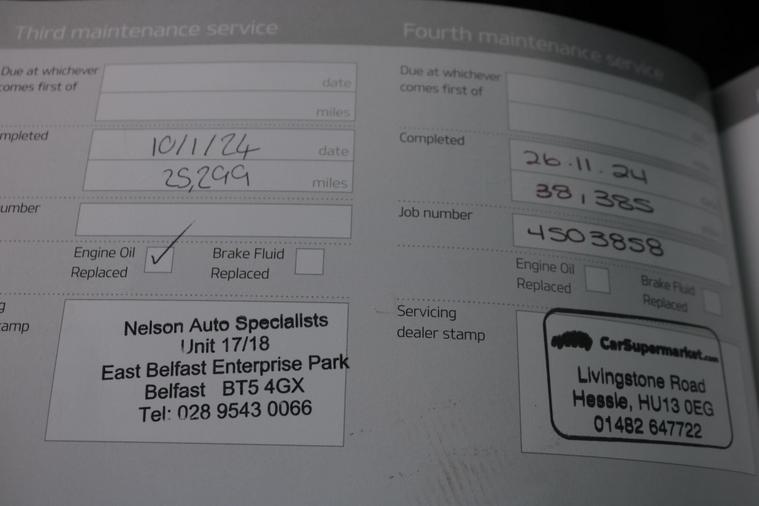 Third maintenance service
Due at whichever
comes first of
date
miles
mpleted
10/1/24 date
25,299 miles
umber
Engine Oil
Replaced
Brake Fluid
Replaced
g
amp
Nelson Auto Specialists
Unit 17/18
East Belfast Enterprise Park
Belfast BT5 4GX
Tel: 028 9543 0066
Fourth maintenance service
Due at whichever
comes first of
Completed
26.11.24
38,385
Job number
4503858
Engine Oil
Replaced
Brake Fluid
Replaced
Servicing
dealer stamp
CarSupermarket.com
Livingstone Road
Hessle, HU13 0EG
01482 647722